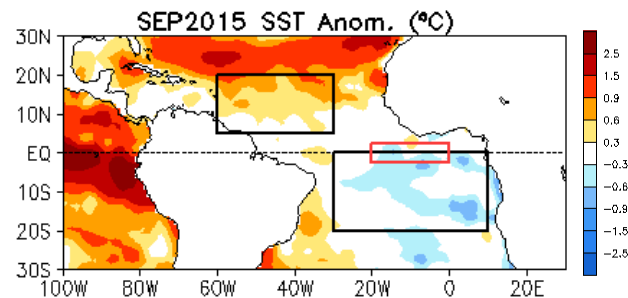 SEP2015 SST Anom. (ºC)
30N
20N
10N
EQ
10S
20S
30S
100W 80W 60W 40W 20W 0 20E
2.5
1.5
0.9
0.6
0.3
-0.3
-0.6
-0.9
-1.5
-2.5